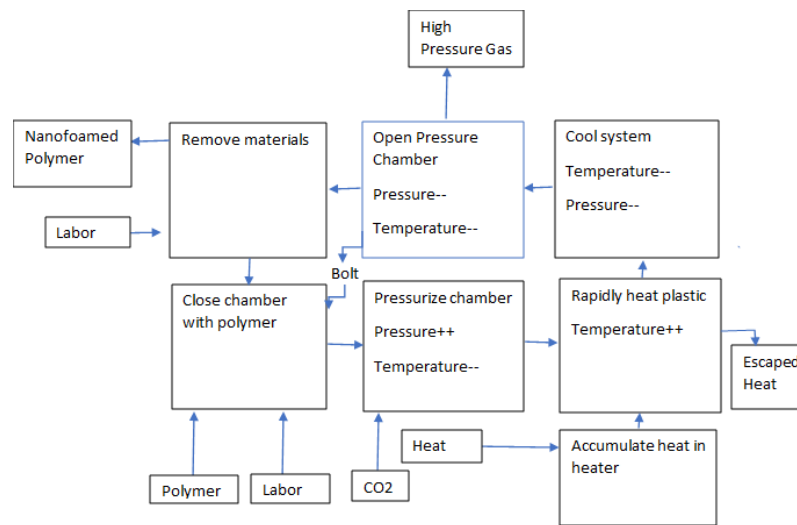 High
Pressure Gas
Nanofoamed
Polymer
Remove materials
Open Pressure
Chamber
Pressure--
Temperature--
Cool system
Temperature--
Pressure--
Labor
Bolt
Close chamber
with polymer
Pressurize chamber
Pressure++
Temperature--
Rapidly heat plastic
Temperature++
Escaped
Heat
Heat
Accumulate heat in
heater
Polymer
Labor
CO2